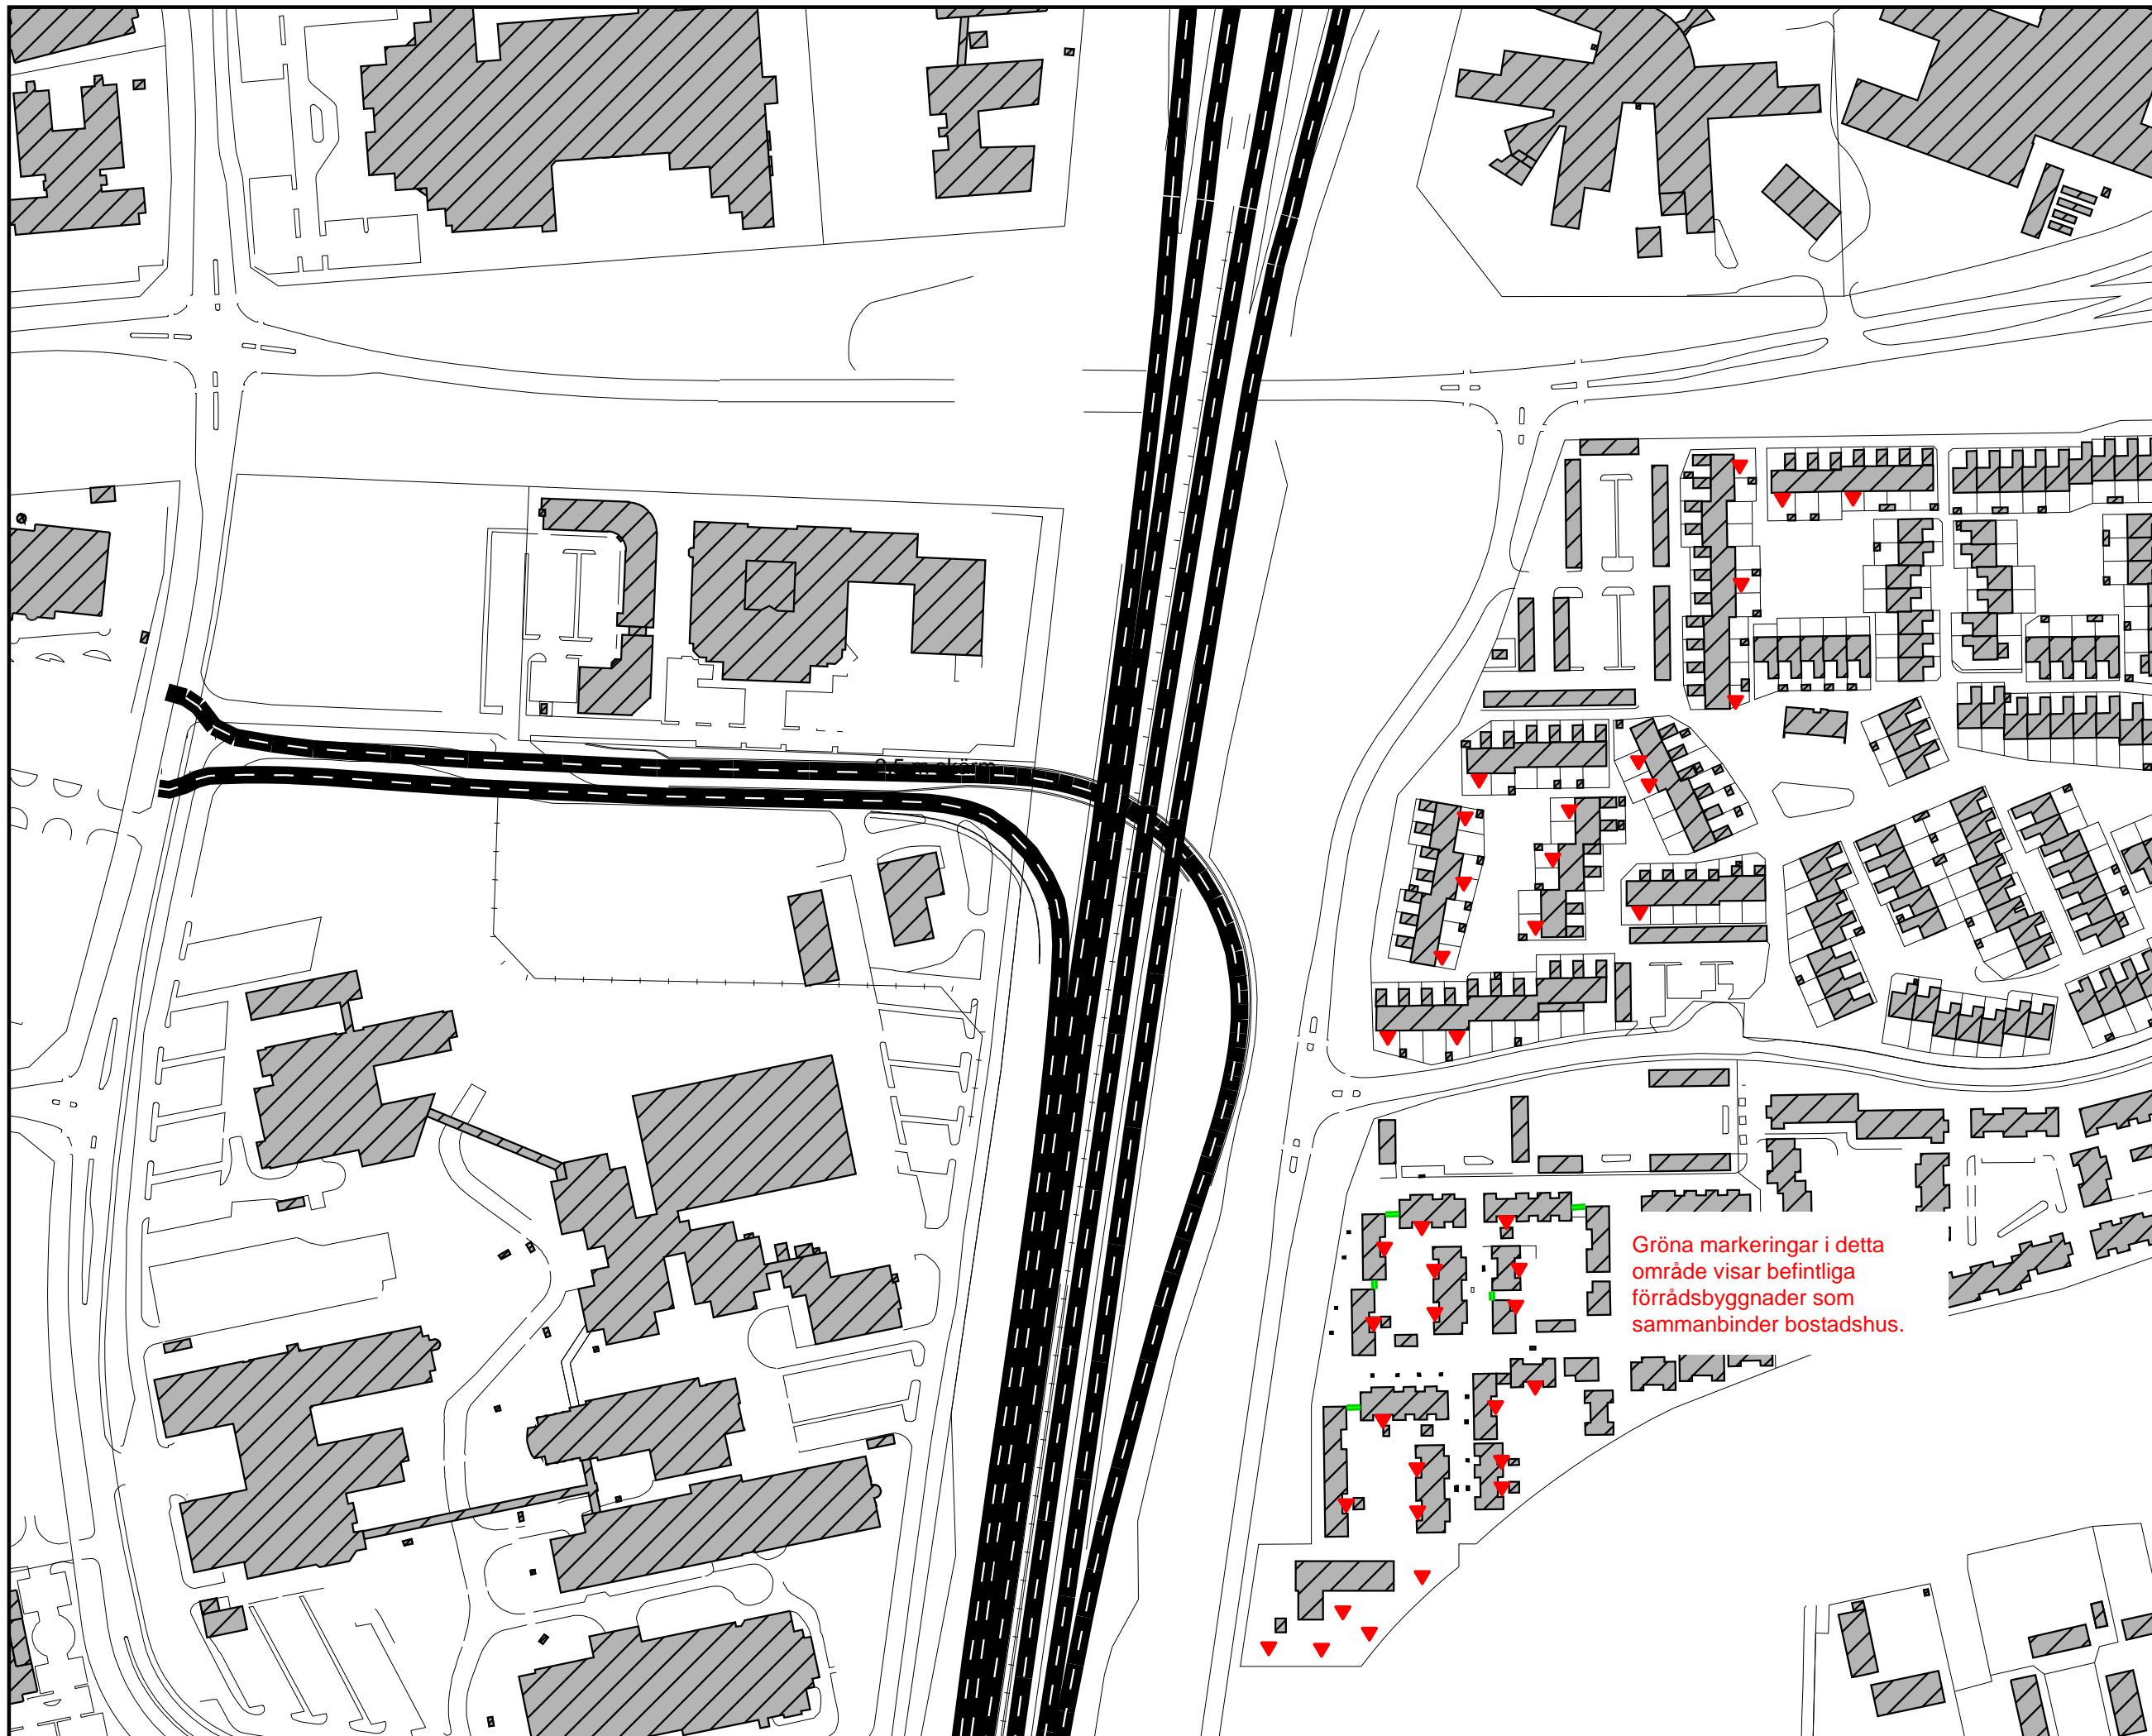 Gröna markeringar i detta
område visar befintliga
förrådsbyggnader som
sammanbinder bostadshus.